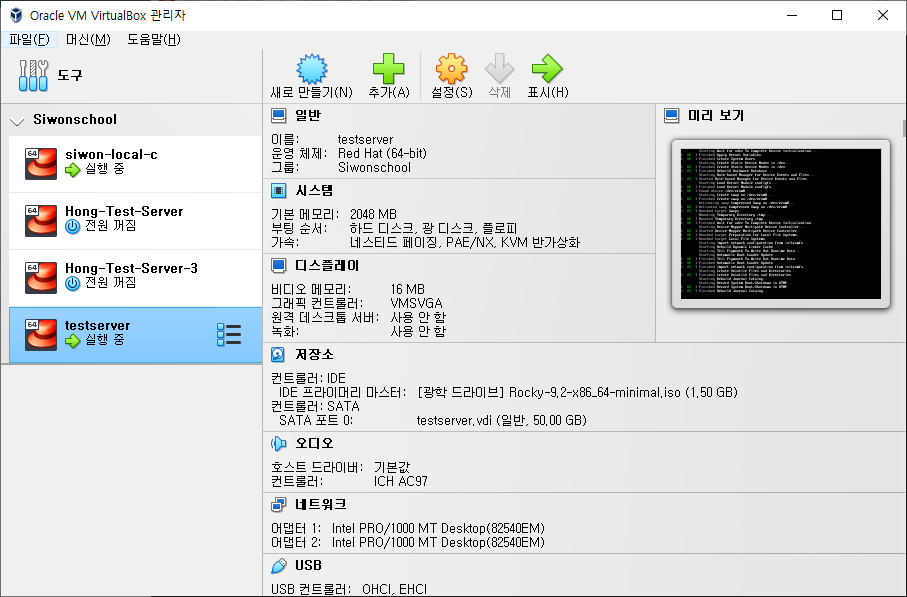 Oracle VM VirtualBox 관리자
파일(F) 머신(M) 도움말(H)
도구
새로 만들기(N) 추가(A) 설정(S) 삭제 표시(H)
Siwonschool
64
siwon-local-c
실행 중
64
Hong-Test-Server
전원 꺼짐
64
Hong-Test-Server-3
전원 꺼짐
64
testserver
실행 중
일반
이름: testserver
운영 체제: Red Hat (64-bit)
그룹: Siwonschool
시스템
기본 메모리: 2048 MB
부팅 순서: 하드 디스크, 광 디스크, 플로피
가속: 네스티드 페이징, PAE/NX, KVM 반가상화
디스플레이
비디오 메모리: 16 MB
그래픽 컨트롤러: VMSVGA
원격 데스크톱 서버: 사용 안 함
녹화: 사용 안 함
저장소
컨트롤러: IDE
IDE 프라이머리 마스터: [광학 드라이브] Rocky-9.2-x86_64-minimal.iso (1.50 GB)
컨트롤러: SATA
SATA 포트 0: testserver.vdi (일반, 50.00 GB)
오디오
호스트 드라이버: 기본값
컨트롤러: ICH AC97
네트워크
어댑터 1: Intel PRO/1000 MT Desktop(82540EM)
어댑터 2: Intel PRO/1000 MT Desktop(82540EM)
USB
USB 컨트롤러: OHCI, EHCI
미리 보기